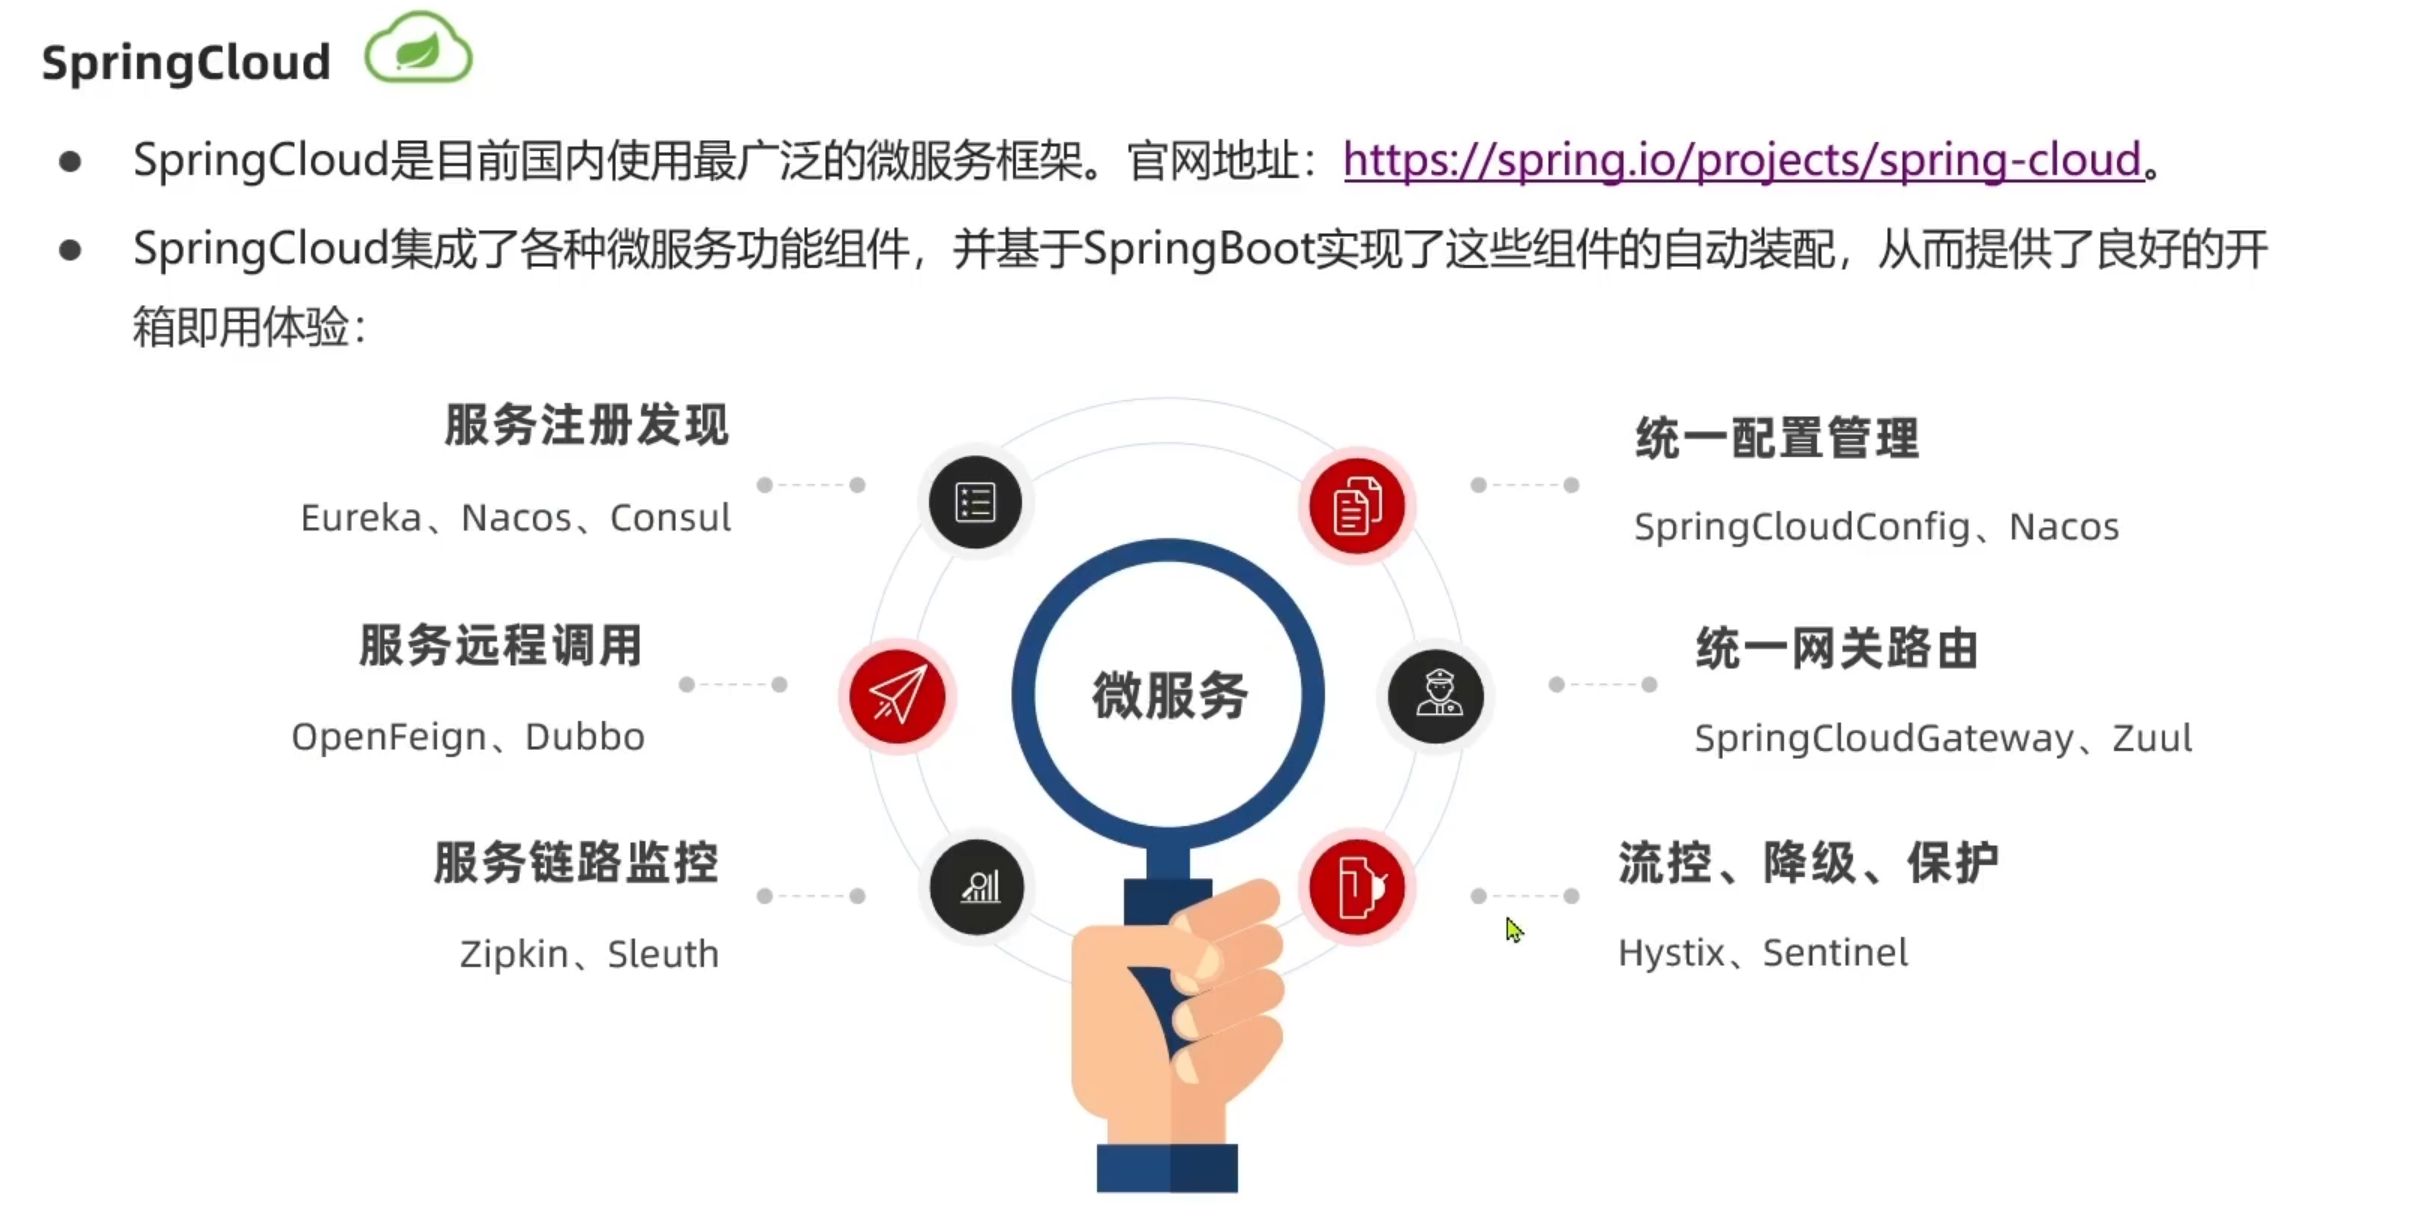 SpringCloud
SpringCloud是目前国内使用最广泛的微服务框架。官网地址：https://spring.io/projects/spring-cloud。
SpringCloud集成了各种微服务功能组件，并基于SpringBoot实现了这些组件的自动装配，从而提供了良好的开
箱即用体验：
服务注册发现
Eureka、Nacos、Consul
服务远程调用
OpenFeign、Dubbo
服务链路监控
Zipkin、Sleuth
微服务
统一配置管理
SpringCloudConfig、Nacos
统一网关路由
SpringCloudGateway、Zuul
流控、降级、保护
Hystix、Sentinel